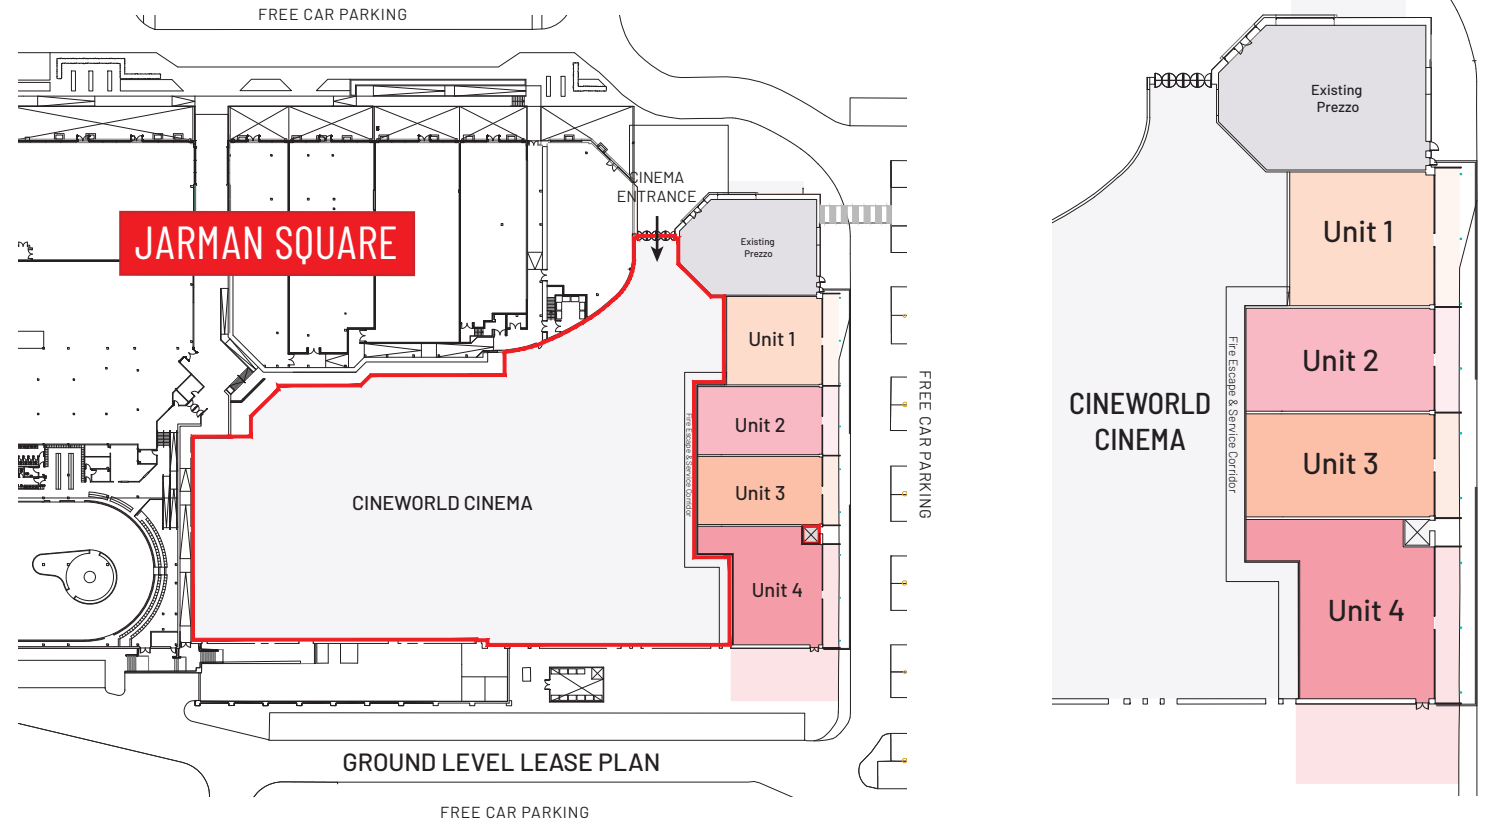 FREE CAR PARKING
JARMAN SQUARE
CINEMA
ENTRANCE
Existing
Prezzo
Unit 1
Unit 2
Unit 3
Unit 4
Fire Escape & Service Corridor
CINEWORLD CINEMA
FREE CAR PARKING
GROUND LEVEL LEASE PLAN
FREE CAR PARKING
Existing
Prezzo
Unit 1
Unit 2
Unit 3
Unit 4
Fire Escape & Service Corridor
CINEWORLD
CINEMA